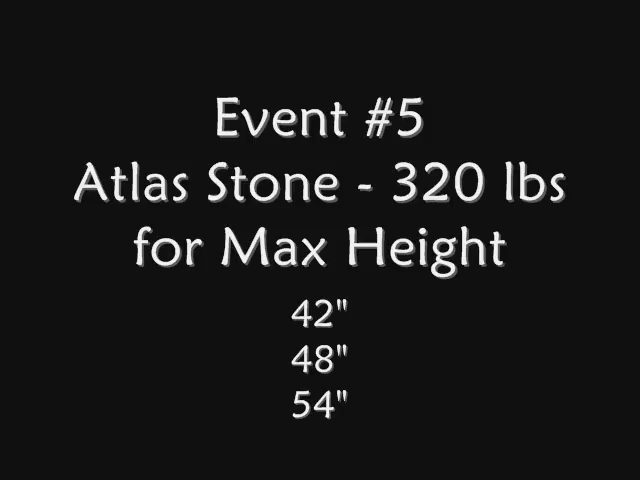 Event #5
Atlas Stone - 320 lbs
for Max Height
42"
48"
54"